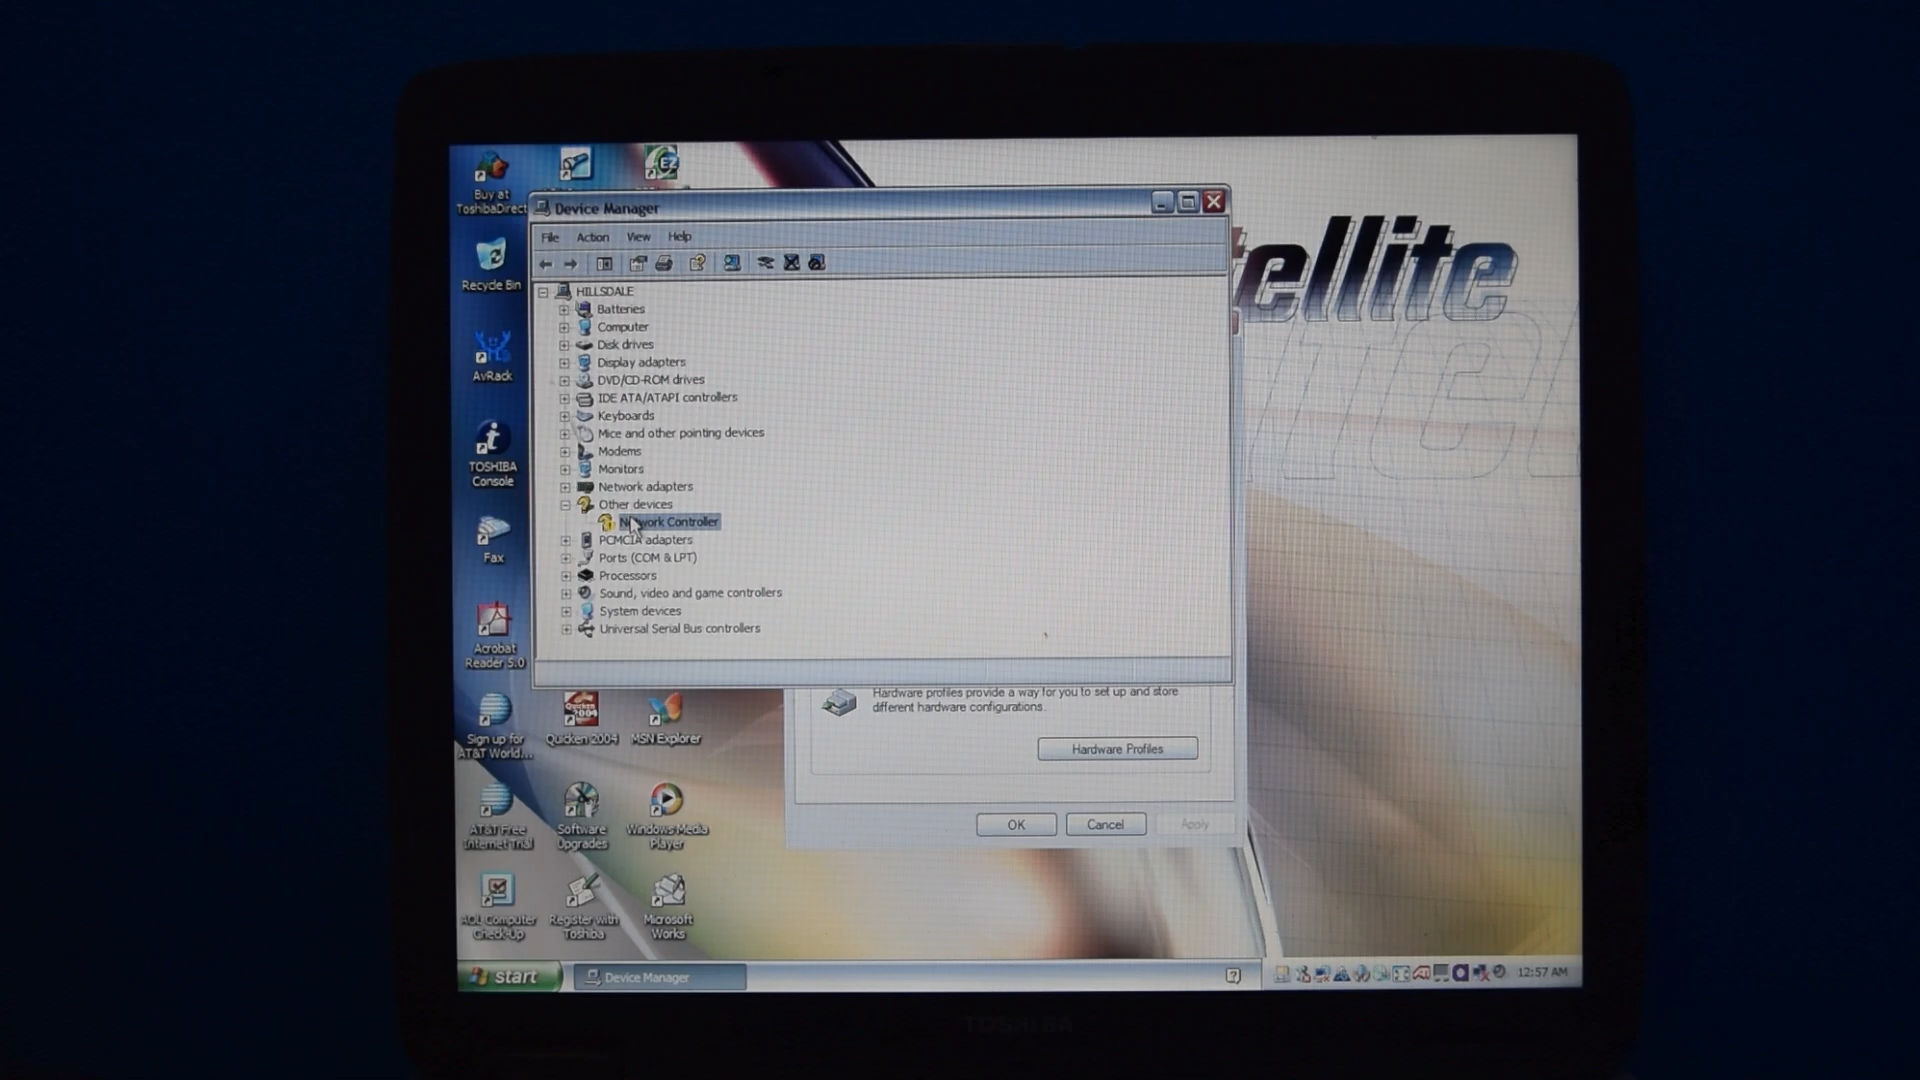 Buy at
ToshibaDirect
Recycle Bin
AvRack
TOSHIBA
Console
Fax
Acrobat
Reader 5.0
Sign up for
AT&T World...
AT&T Free
Internet Trial
AOL Computer
Check-Up
EZ
Quicken 2004
MSN Explorer
Software
Upgrades
Windows Media
Player
Register with
Toshiba
Microsoft
Works
tellite
Device Manager
File Action View Help
HILLSDALE
Batteries
Computer
Disk drives
Display adapters
DVD/CD-ROM drives
IDE ATA/ATAPI controllers
Keyboards
Mice and other pointing devices
Modems
Monitors
Network adapters
Other devices
Network Controller
PCMCIA adapters
Ports (COM & LPT)
Processors
Sound, video and game controllers
System devices
Universal Serial Bus controllers
Hardware profiles provide a way for you to set up and store
different hardware configurations.
Hardware Profiles
OK Cancel Apply
start Device Manager 12:57 AM
TOSHIBA